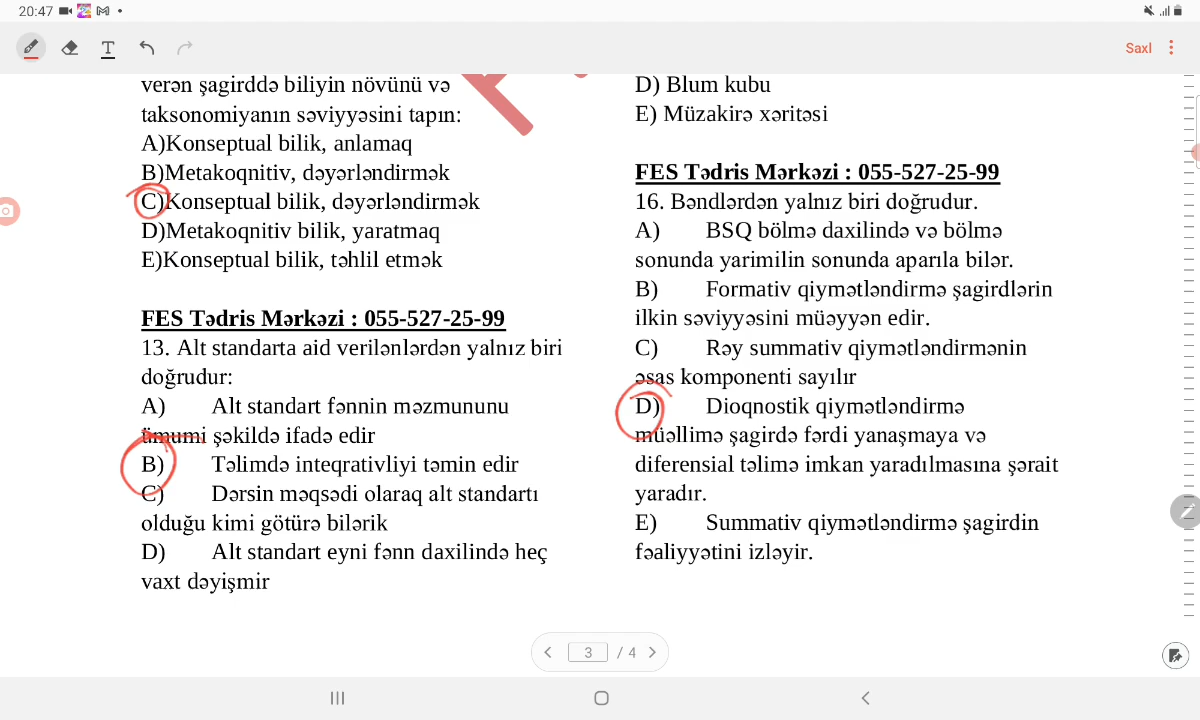 20:47
T
Saxl
verən şagirddə biliyin növünü və
taksonomiyanın səviyyəsini tapın:
A)Konseptual bilik, anlamaq
B)Metakoqnitiv, dəyərləndirmək
C)Konseptual bilik, dəyərləndirmək
D)Metakoqnitiv bilik, yaratmaq
E)Konseptual bilik, təhlil etmək
FES Tədris Mərkəzi : 055-527-25-99
13. Alt standarta aid verilənlərdən yalnız biri
doğrudur:
A) Alt standart fənnin məzmununu
ümumi şəkildə ifadə edir
B) Təlimdə inteqrativliyi təmin edir
C) Dərsin məqsədi olaraq alt standartı
olduğu kimi götürə bilərik
D) Alt standart eyni fənn daxilində heç
vaxt dəyişmir
D) Blum kubu
E) Müzakirə xəritəsi
FES Tədris Mərkəzi : 055-527-25-99
16. Bəndlərdən yalnız biri doğrudur.
A) BSQ bölmə daxilində və bölmə
sonunda yarimilin sonunda aparıla bilər.
B) Formativ qiymətləndirmə şagirdlərin
ilkin səviyyəsini müəyyən edir.
C) Rəy summativ qiymətləndirmənin
əsas komponenti sayılır
D) Dioqnostik qiymətləndirmə
müəllimə şagirdə fərdi yanaşmaya və
diferensial təlimə imkan yaradılmasına şərait
yaradır.
E) Summativ qiymətləndirmə şagirdin
fəaliyyətini izləyir.
3 / 4